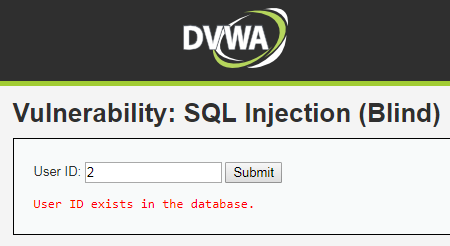 DVWA
Vulnerability: SQL Injection (Blind)
User ID: 2 Submit
User ID exists in the database.